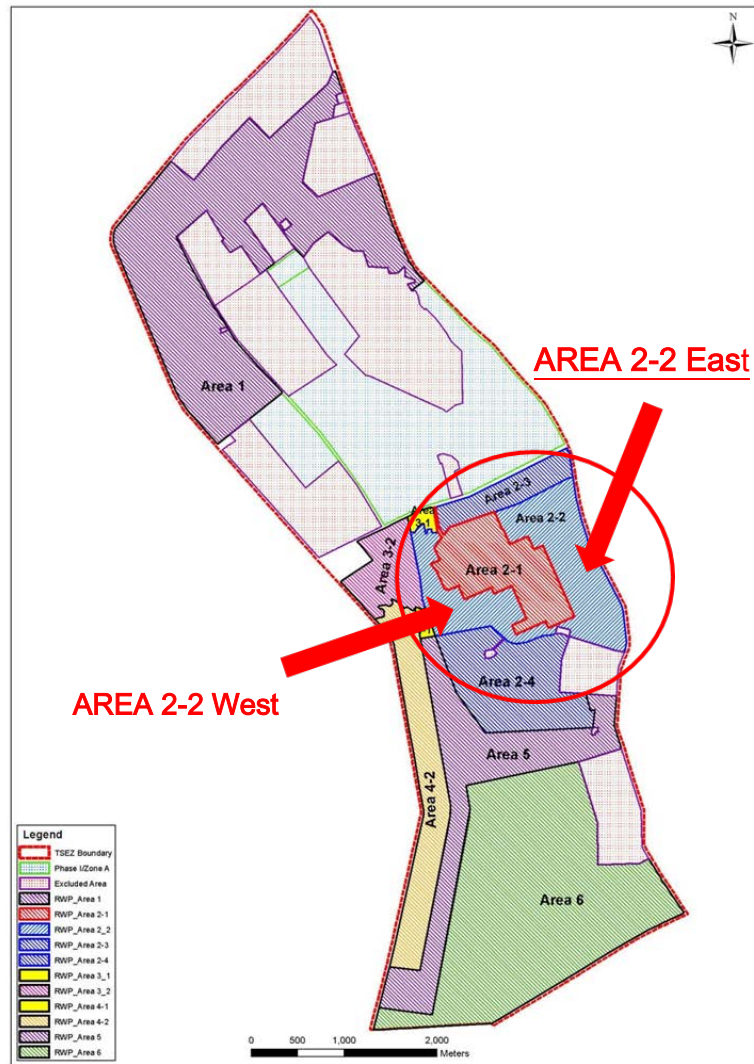 N
AREA 2-2 East
Area 1
Area 2-3
Area
3-1
Area 2-2
Area 3-2
Area 2-1
AREA 2-2 West
Area 2-4
Area 5
Area 4-2
Area 6
Legend
TSEZ Boundary
Phase I/Zone A
Excluded Area
RWP_Area 1
RWP_Area 2-1
RWP_Area 2_2
RWP_Area 2-3
RWP_Area 2-4
RWP_Area 3_1
RWP_Area 3_2
RWP_Area 4-1
RWP_Area 4-2
RWP_Area 5
RWP_Area 6
0 500 1,000 2,000
Meters